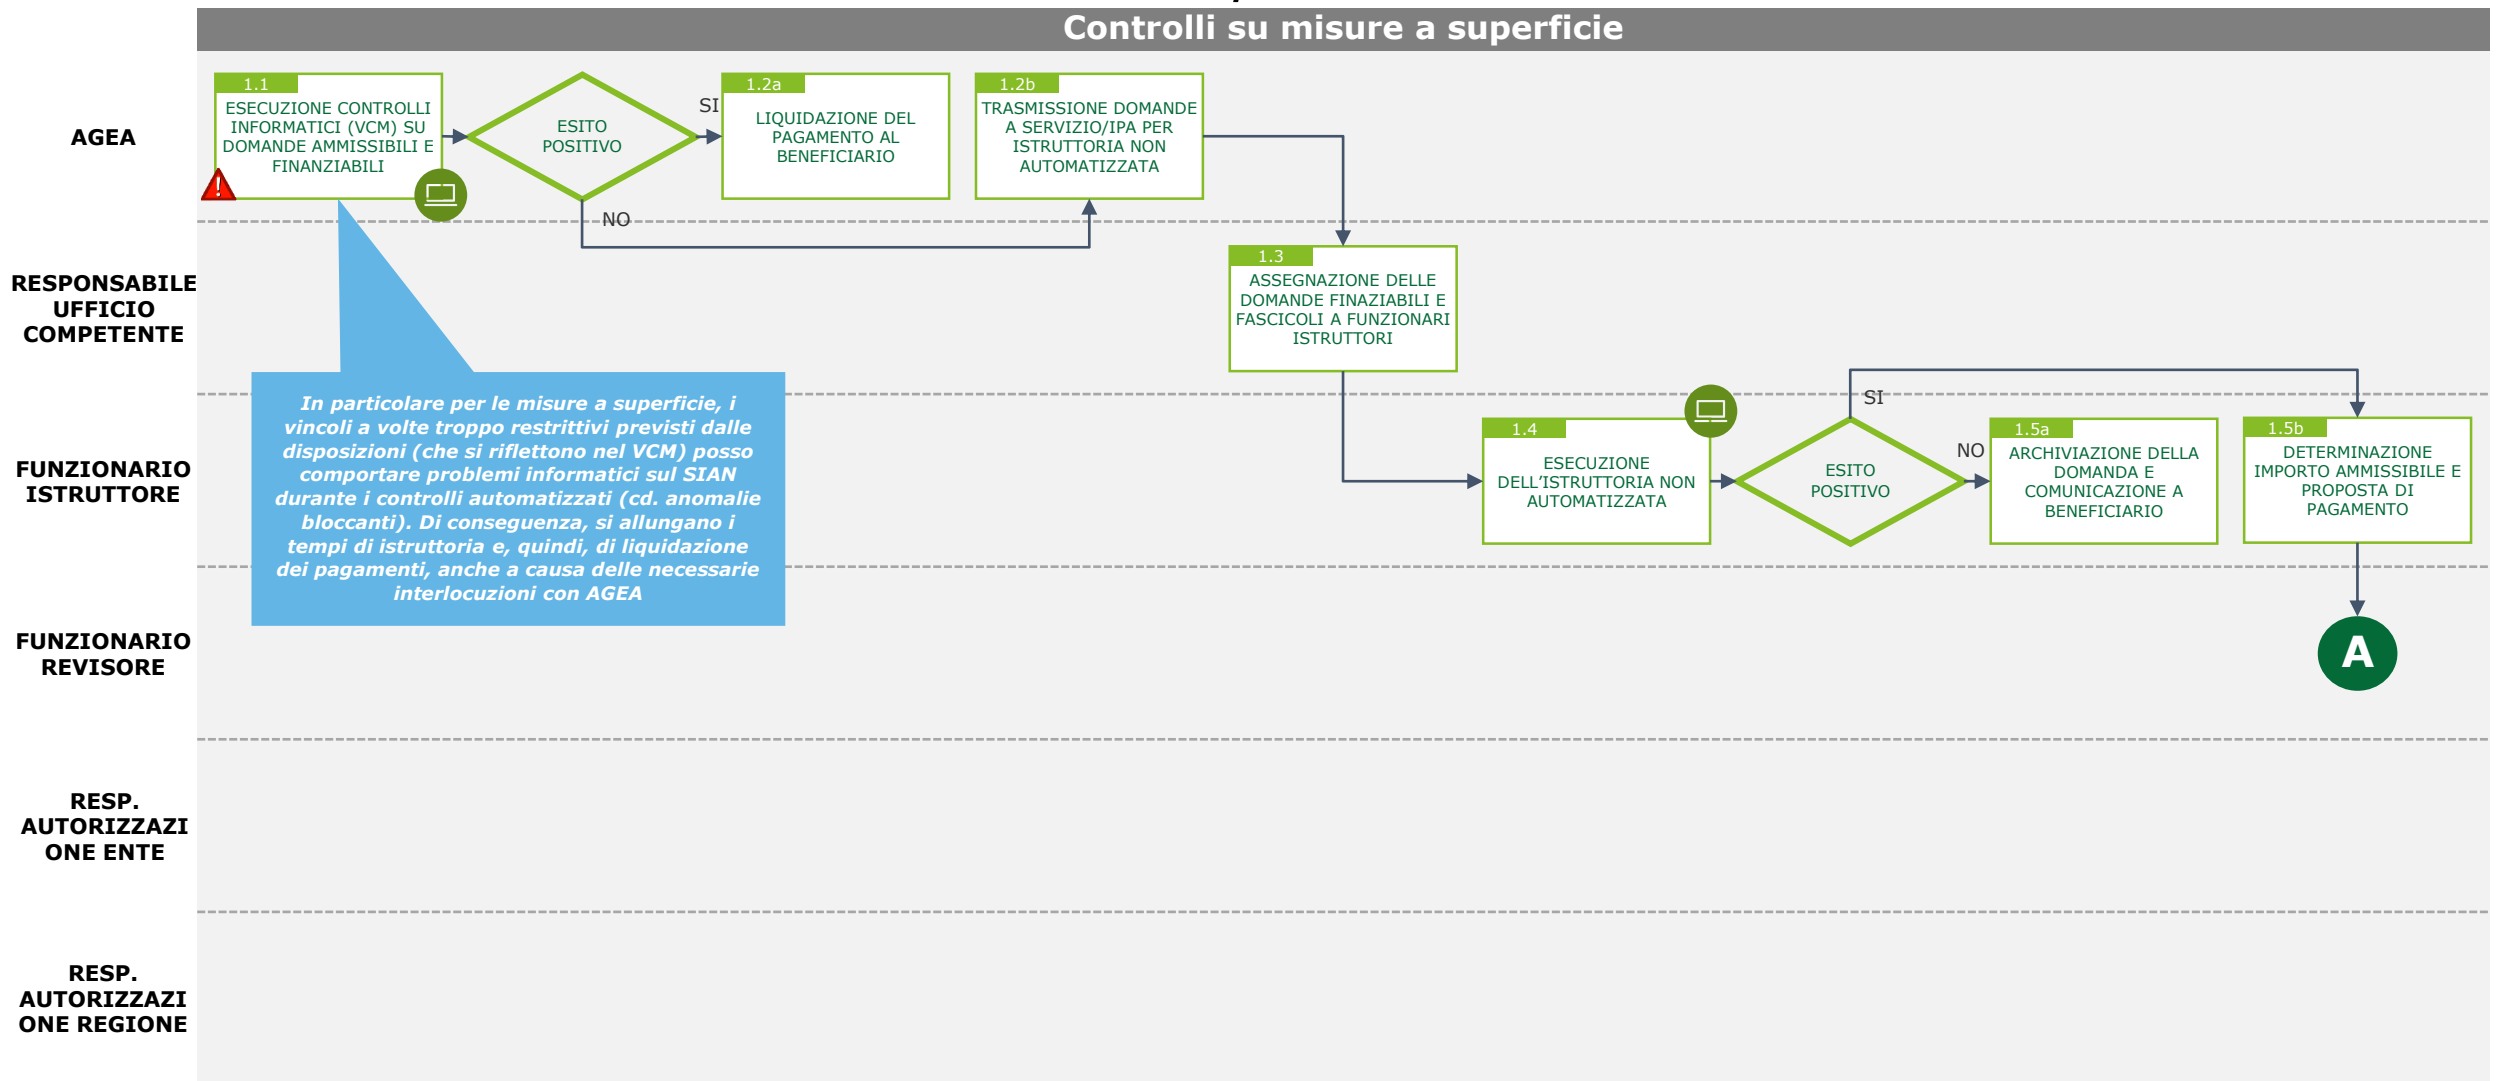 Controlli su misure a superficie
AGEA
1.1
ESECUZIONE CONTROLLI
INFORMATICI (VCM) SU
DOMANDE AMMISSIBILI E
FINANZIABILI
ESITO
POSITIVO
SI
NO
1.2a
LIQUIDAZIONE DEL
PAGAMENTO AL
BENEFICIARIO
1.2b
TRASMISSIONE DOMANDE
A SERVIZIO/IPA PER
ISTRUTTORIA NON
AUTOMATIZZATA
RESPONSABILE
UFFICIO
COMPETENTE
1.3
ASSEGNAZIONE DELLE
DOMANDE FINAZIABILI E
FASCICOLI A FUNZIONARI
ISTRUTTORI
In particolare per le misure a superficie, i
vincoli a volte troppo restrittivi previsti dalle
disposizioni (che si riflettono nel VCM) posso
comportare problemi informatici sul SIAN
durante i controlli automatizzati (cd. anomalie
bloccanti). Di conseguenza, si allungano i
tempi di istruttoria e, quindi, di liquidazione
dei pagamenti, anche a causa delle necessarie
interlocuzioni con AGEA
FUNZIONARIO
ISTRUTTORE
1.4
ESECUZIONE
DELL'ISTRUTTORIA NON
AUTOMATIZZATA
ESITO
POSITIVO
SI
NO
1.5a
ARCHIVIAZIONE DELLA
DOMANDA E
COMUNICAZIONE A
BENEFICIARIO
1.5b
DETERMINAZIONE
IMPORTO AMMISSIBILE E
PROPOSTA DI
PAGAMENTO
FUNZIONARIO
REVISORE
A
RESP.
AUTORIZZAZI
ONE ENTE
RESP.
AUTORIZZAZI
ONE REGIONE